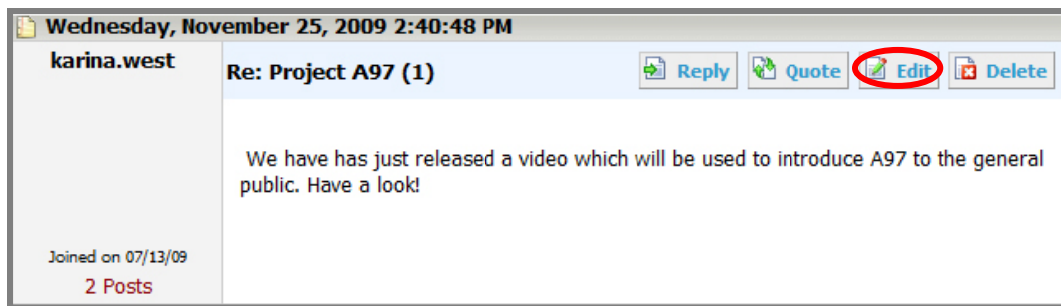 Wednesday, November 25, 2009 2:40:48 PM
karina.west
Re: Project A97 (1)
Reply Quote Edit Delete
We have has just released a video which will be used to introduce A97 to the general
public. Have a look!
Joined on 07/13/09
2 Posts